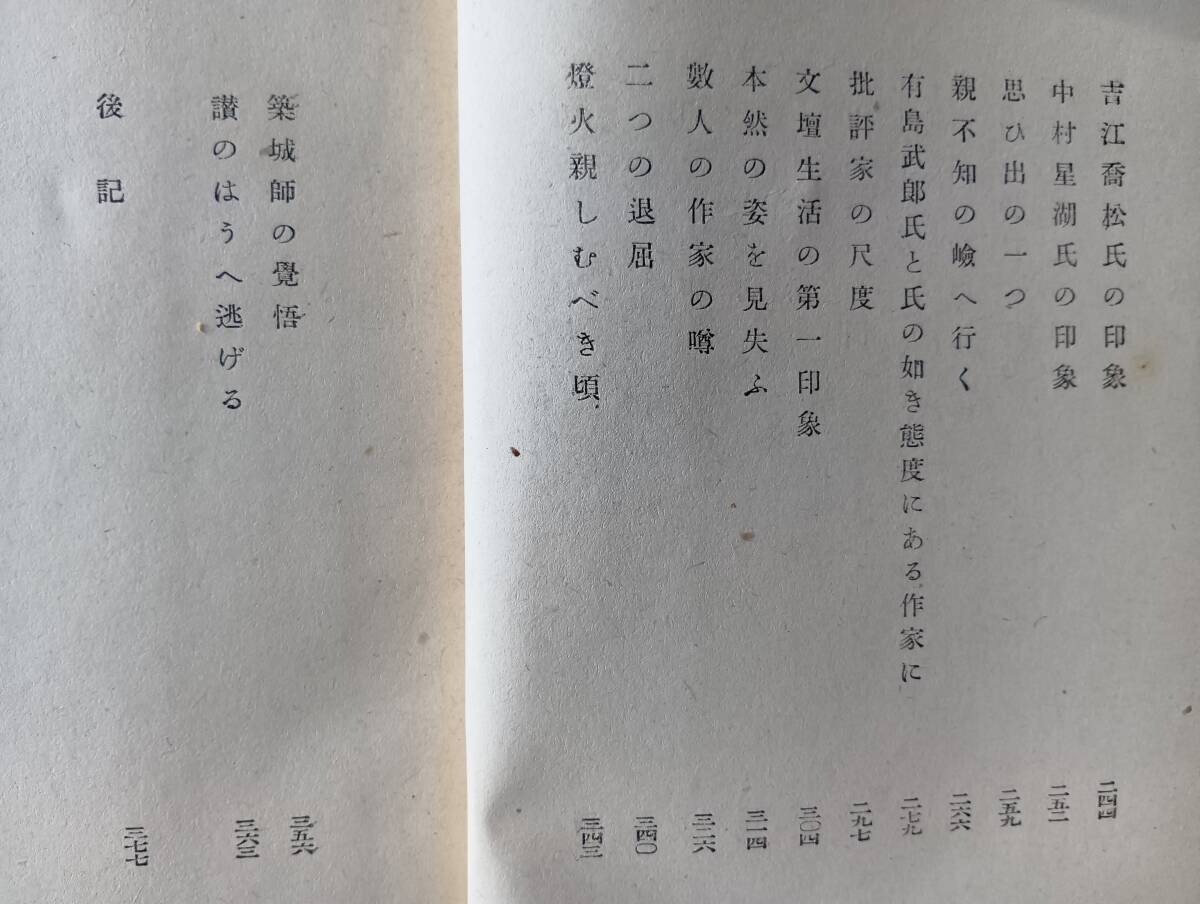 吉江喬松氏の印象 二四四
中村星湖氏の印象 二五二
思ひ出の一つ 二五九
親不知の嶮へ行く 二六六
有島武郎氏と氏の如き態度にある作家に 二七九
批評家の尺度 二九七
文壇生活の第一印象 三〇四
本然の姿を見失ふ 三一四
數人の作家の噂 三二六
二つの退屈 三四〇
燈火親しむべき頃 三四三
築城師の覺悟 三五六
讃のはうへ逃げる 三六三
後記 三七七